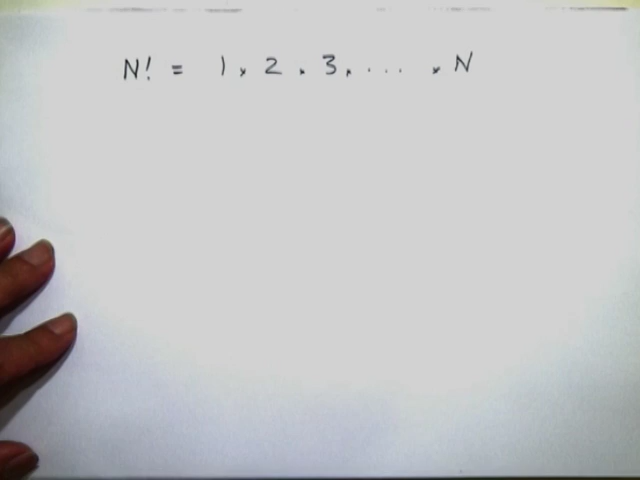 N! = 1 * 2 * 3 * ... * N